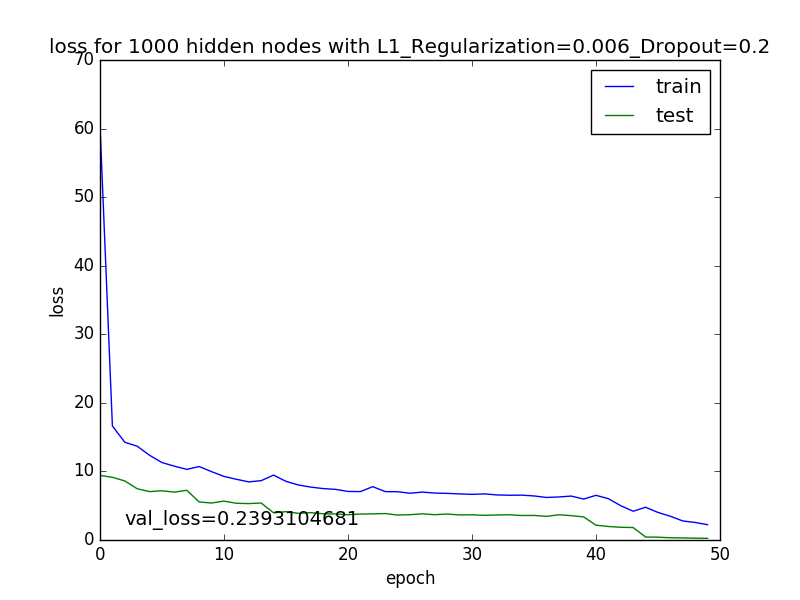 loss for 1000 hidden nodes with L1_Regularization=0.006_Dropout=0.2
train
test
70
60
50
40
30
20
10
0
loss
val_loss=0.2393104681
0 10 20 30 40 50
epoch